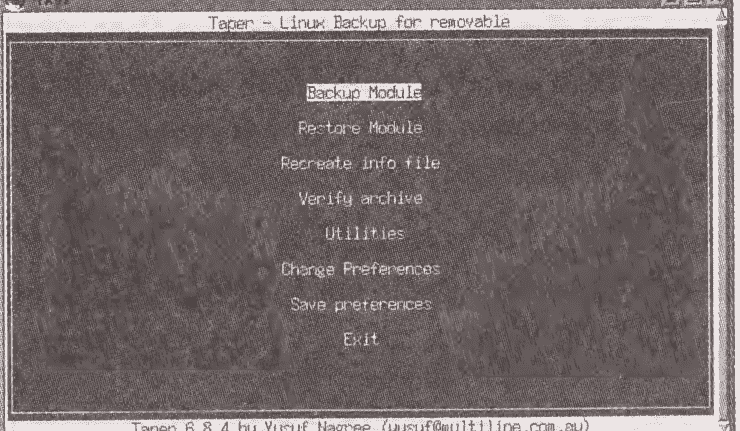 Taper - Linux Backup for removable
Backup Module
Restore Module
Recreate info file
Verify archive
Utilities
Change Preferences
Save preferences
Exit
Taper 6.8.4 by Yusuf Nagree (yusuf@multiline.com.au)